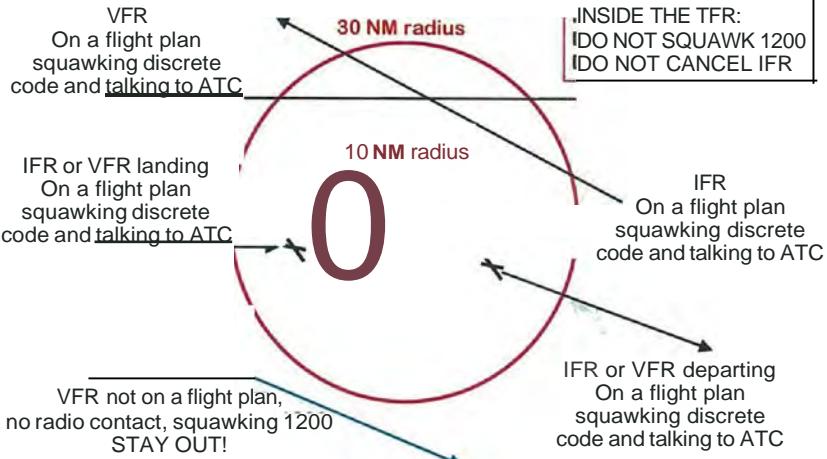 VFR
On a flight plan
squawking discrete
code and talking to ATC
30 NM radius
INSIDE THE TFR:
DO NOT SQUAWK 1200
DO NOT CANCEL IFR
10 NM radius
0
IFR or VFR landing
On a flight plan
squawking discrete
code and talking to ATC
IFR
On a flight plan
squawking discrete
code and talking to ATC
IFR or VFR departing
On a flight plan
squawking discrete
code and talking to ATC
VFR not on a flight plan,
no radio contact, squawking 1200
STAY OUT!